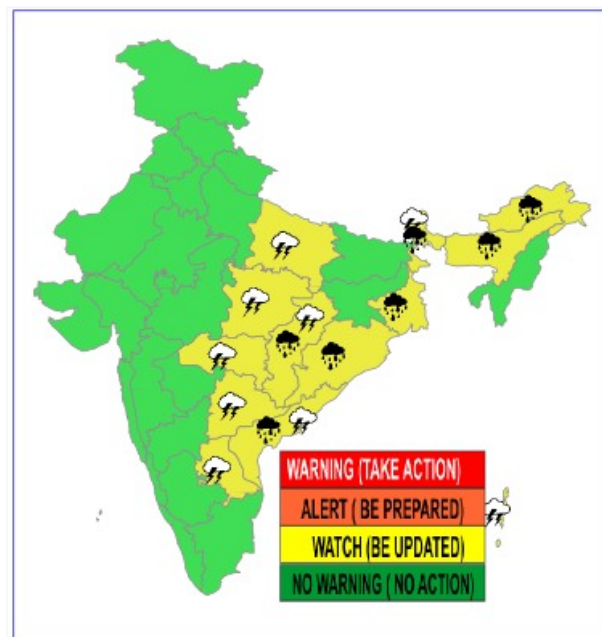 WARNING (TAKE ACTION)
ALERT ( BE PREPARED)
WATCH (BE UPDATED)
NO WARNING ( NO ACTION)